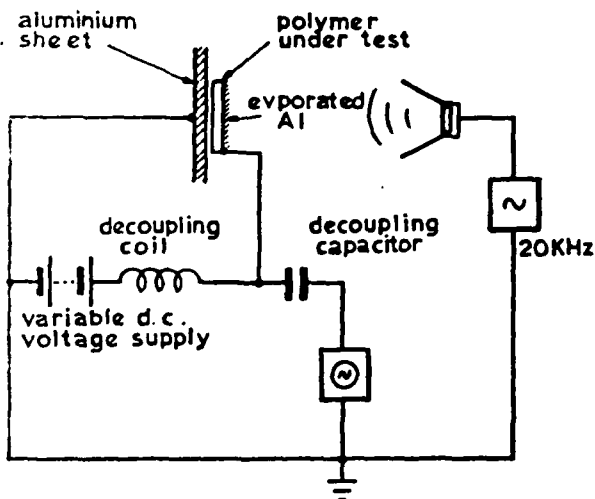 aluminium
sheet
polymer
under test
evporated
Al
decoupling
coil
decoupling
capacitor
~
20KHz
variable d.c.
voltage supply
~